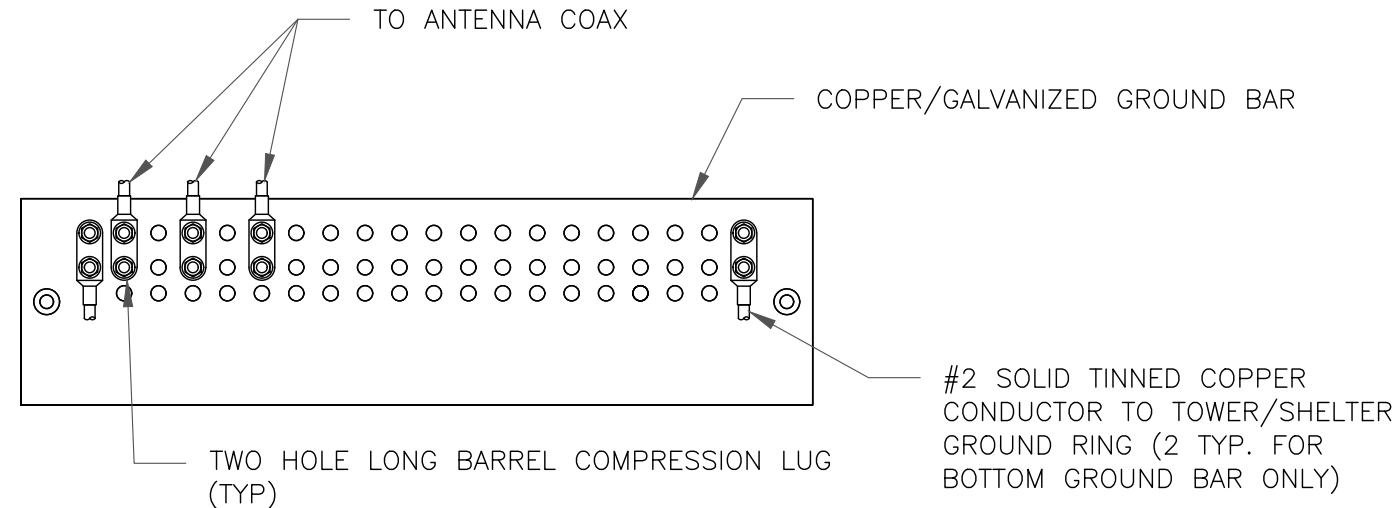 TO ANTENNA COAX
COPPER/GALVANIZED GROUND BAR
#2 SOLID TINNED COPPER
CONDUCTOR TO TOWER/SHELTER
GROUND RING (2 TYP. FOR
BOTTOM GROUND BAR ONLY)
TWO HOLE LONG BARREL COMPRESSION LUG
(TYP)